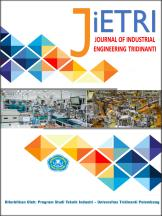 JiETRI
JOURNAL OF INDUSTRIAL
ENGINEERING TRIDINANTI
Diterbitkan Oleh: Program Studi Teknik Industri - Universitas Tridinanti Palembang